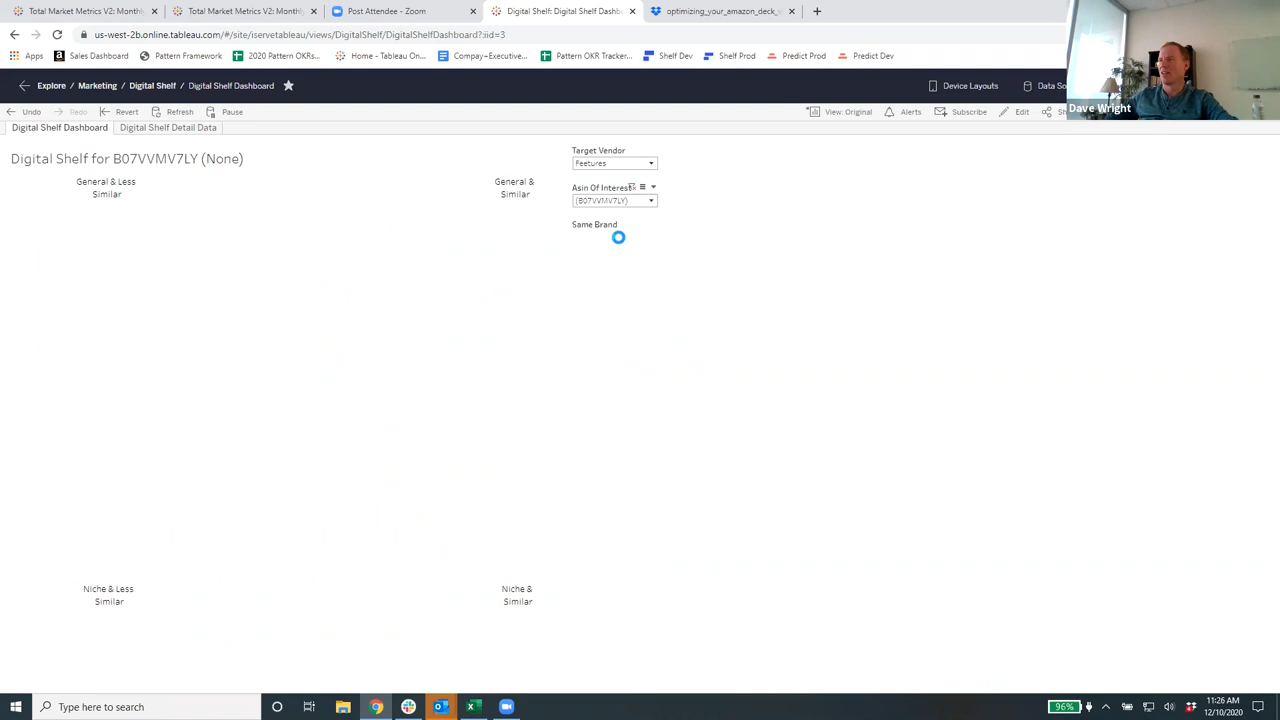 Total Market Metrics V2: Monthly
Total Market Metrics V2: Monthly
Post Attendee - Zoom
Digital Shelf: Digital Shelf Dashb
optimizing_your_amazon_deck_v
us-west-2b.online.tableau.com/#/site/iservetableau/views/DigitalShelf/DigitalShelfDashboard?:iid=3
Apps
Sales Dashboard
Pattern Framework
2020 Pattern OKRs...
Home - Tableau On...
Compay+Executive...
Pattern OKR Tracker...
Shelf Dev
Shelf Prod
Predict Prod
Predict Dev
Explore / Marketing / Digital Shelf / Digital Shelf Dashboard
Device Layouts
Data So
Dave Wright
Undo
Redo
Revert
Refresh
Pause
View: Original
Alerts
Subscribe
Edit
Sh
Digital Shelf Dashboard
Digital Shelf Detail Data
Digital Shelf for B07VVMV7LY (None)
General & Less
Similar
General &
Similar
Target Vendor
Feetures
Asin Of Interest
(B07VVMV7LY)
Same Brand
Niche & Less
Similar
Niche &
Similar
Type here to search
96%
11:26 AM
12/10/2020